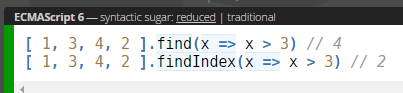 ECMAScript 6 — syntactic sugar: reduced | traditional
[ 1, 3, 4, 2 ].find(x => x > 3) // 4
[ 1, 3, 4, 2 ].findIndex(x => x > 3) // 2